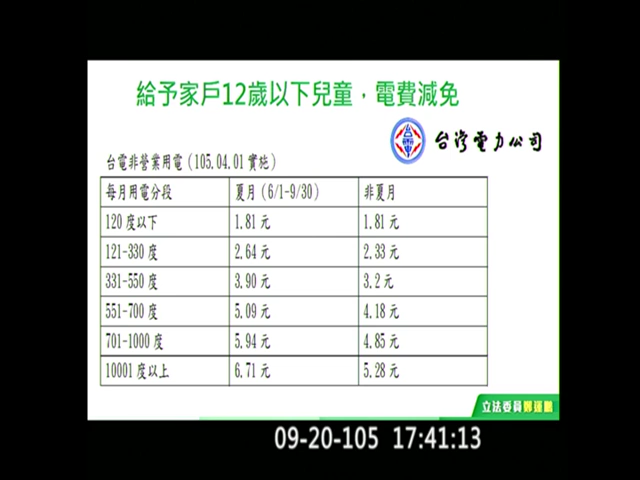 給予家戶12歲以下兒童，電費減免
台灣電力公司
台電非營業用電(105.04.01實施)
每月用電分段 夏月(6/1-9/30) 非夏月
120度以下 1.81元 1.81元
121-330度 2.64元 2.33元
331-550度 3.90元 3.2元
551-700度 5.09元 4.18元
701-1000度 5.94元 4.85元
10001度以上 6.71元 5.28元
立法委員鄭運鵬
09-20-105 17:41:13